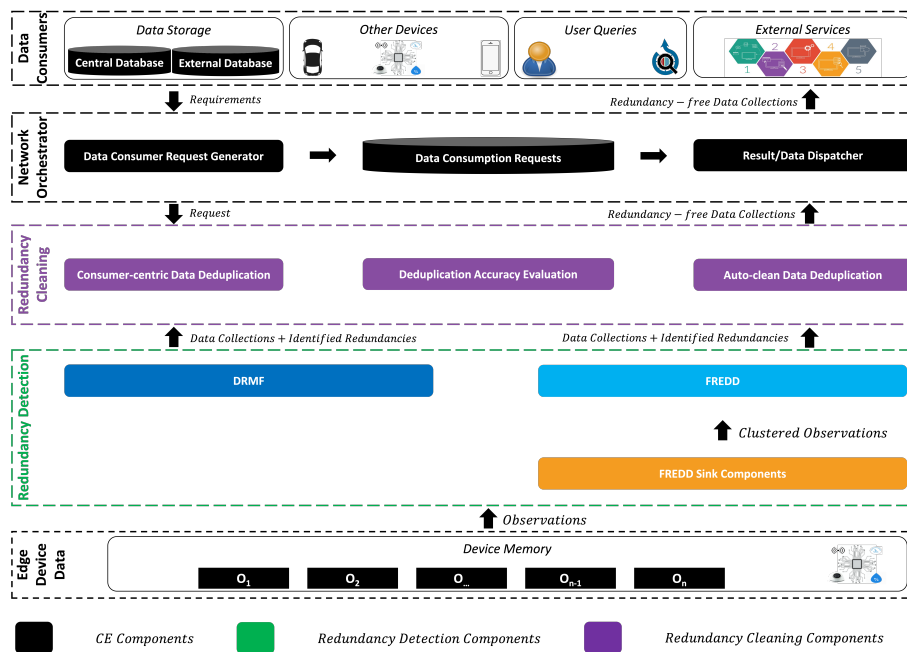 Data Consumers
Data Storage
Central Database
External Database
Other Devices
User Queries
External Services
1
2
3
4
5
Requirements
Redundancy − free Data Collections
Network Orchestrator
Data Consumer Request Generator
Data Consumption Requests
Result/Data Dispatcher
Request
Redundancy − free Data Collections
Redundancy Cleaning
Consumer-centric Data Deduplication
Deduplication Accuracy Evaluation
Auto-clean Data Deduplication
Data Collections + Identified Redundancies
Data Collections + Identified Redundancies
Redundancy Detection
DRMF
FREDD
Clustered Observations
FREDD Sink Components
Observations
Edge Device Data
Device Memory
O1
O2
O...
On-1
On
CE Components
Redundancy Detection Components
Redundancy Cleaning Components